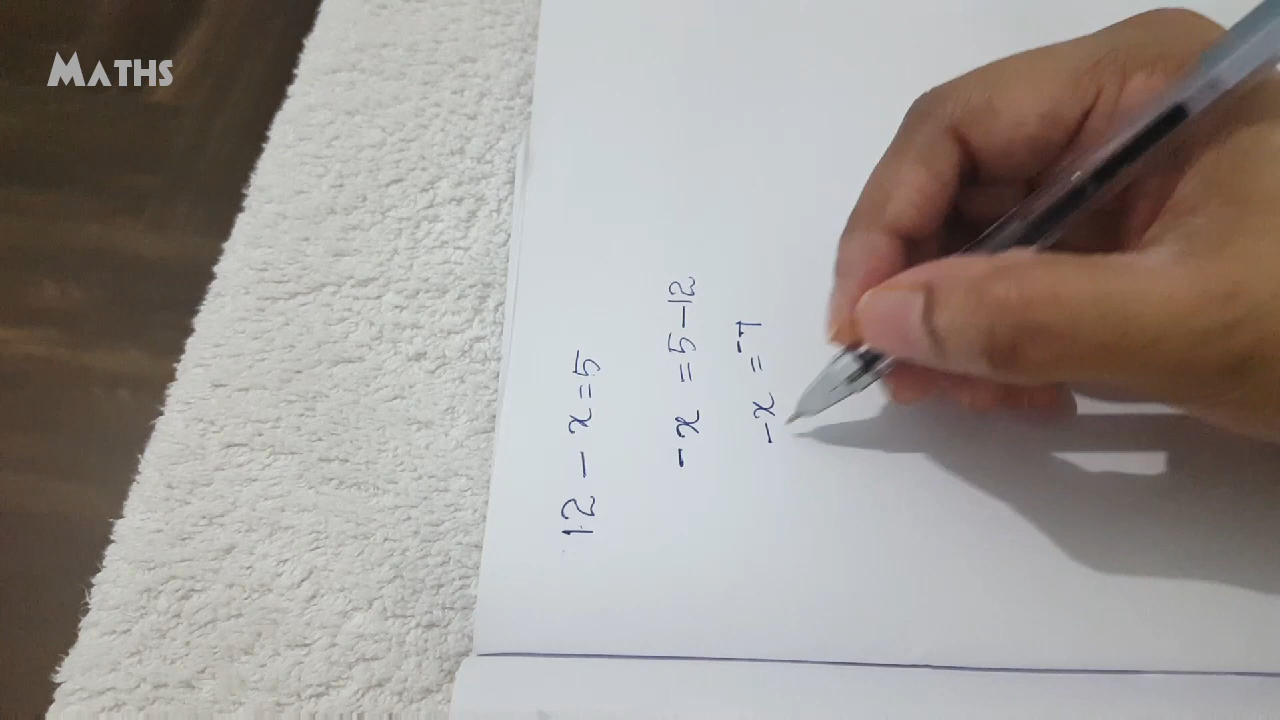 MATHS
12 - x = 5
- x = 5 - 12
- x = -7